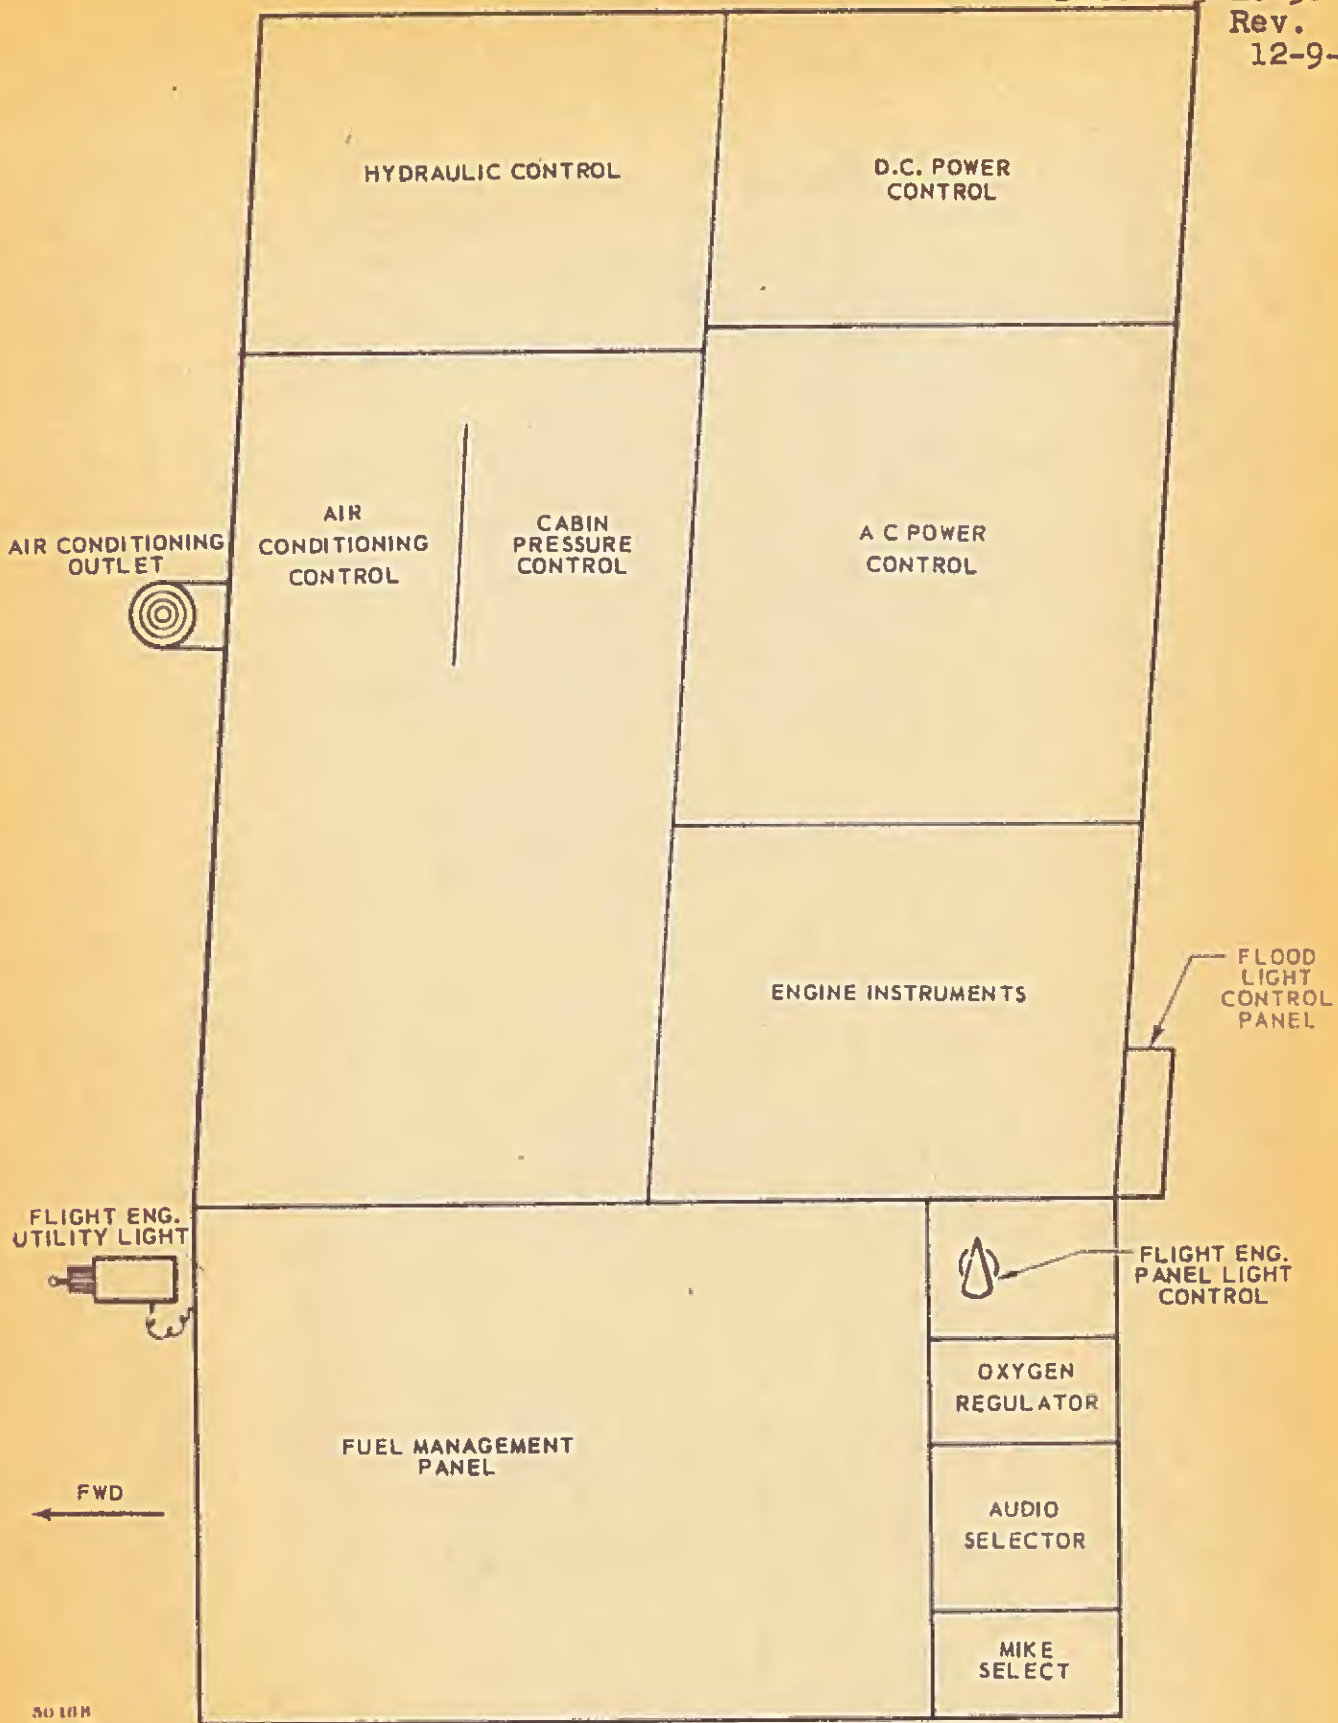 Rev.
12-9-
HYDRAULIC CONTROL
D.C. POWER
CONTROL
AIR CONDITIONING
OUTLET
AIR
CONDITIONING
CONTROL
CABIN
PRESSURE
CONTROL
A C POWER
CONTROL
ENGINE INSTRUMENTS
FLOOD
LIGHT
CONTROL
PANEL
FLIGHT ENG.
UTILITY LIGHT
FLIGHT ENG.
PANEL LIGHT
CONTROL
OXYGEN
REGULATOR
FUEL MANAGEMENT
PANEL
FWD
AUDIO
SELECTOR
MIKE
SELECT